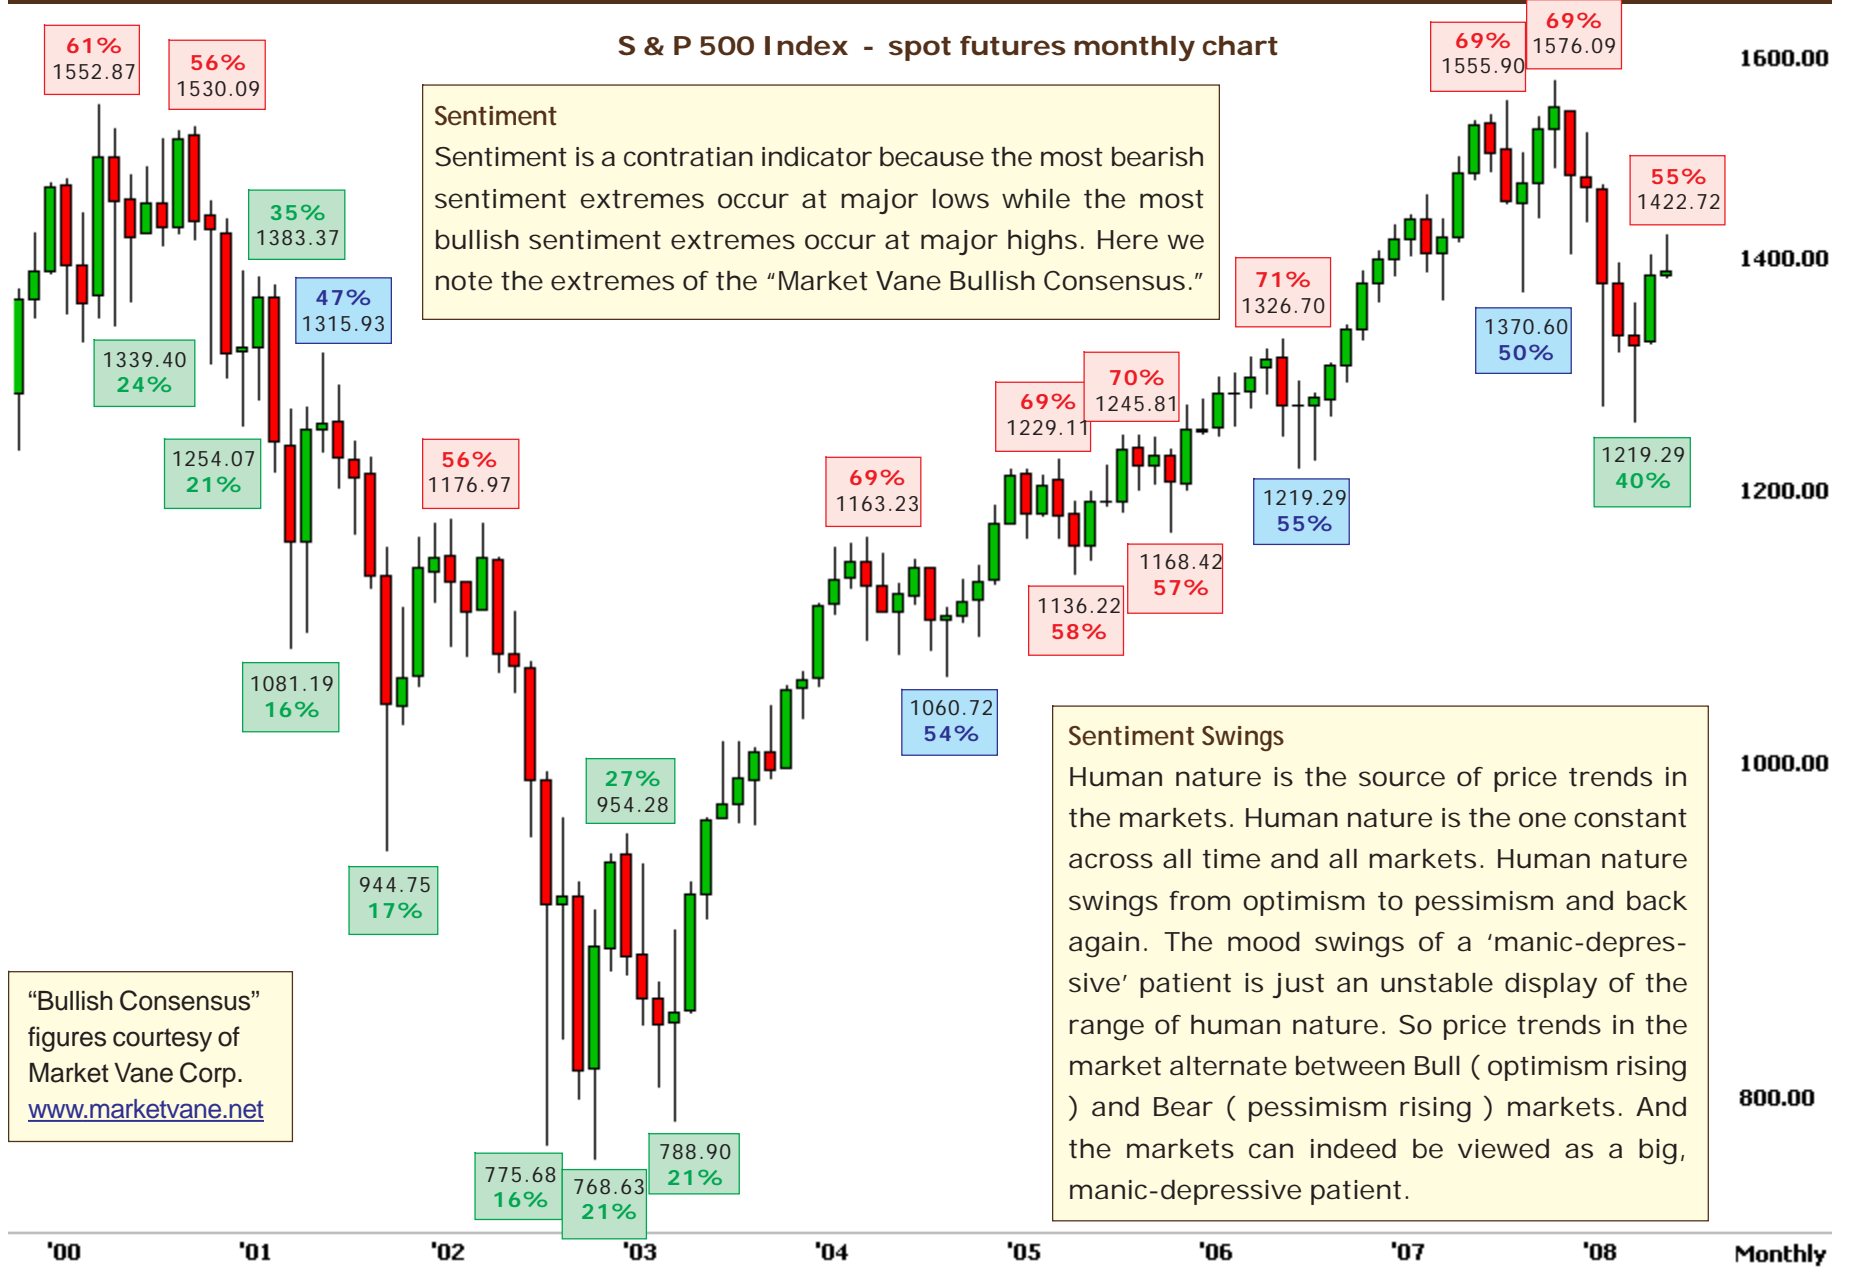 S & P 500 Index - spot futures monthly chart
61%
1552.87
56%
1530.09
35%
1383.37
47%
1315.93
1339.40
24%
1254.07
21%
56%
1176.97
1081.19
16%
944.75
17%
27%
954.28
775.68
16%
768.63
21%
788.90
21%
69%
1163.23
1060.72
54%
69%
1229.11
70%
1245.81
1136.22
58%
1168.42
57%
71%
1326.70
1219.29
55%
69%
1555.90
69%
1576.09
1370.60
50%
55%
1422.72
1219.29
40%
Sentiment
Sentiment is a contratian indicator because the most bearish
sentiment extremes occur at major lows while the most
bullish sentiment extremes occur at major highs. Here we
note the extremes of the “Market Vane Bullish Consensus.”
Sentiment Swings
Human nature is the source of price trends in
the markets. Human nature is the one constant
across all time and all markets. Human nature
swings from optimism to pessimism and back
again. The mood swings of a ‘manic-depres-
sive’ patient is just an unstable display of the
range of human nature. So price trends in the
market alternate between Bull ( optimism rising
) and Bear ( pessimism rising ) markets. And
the markets can indeed be viewed as a big,
manic-depressive patient.
“Bullish Consensus”
figures courtesy of
Market Vane Corp.
www.marketvane.net
1600.00
1400.00
1200.00
1000.00
800.00
'00 '01 '02 '03 '04 '05 '06 '07 '08 Monthly